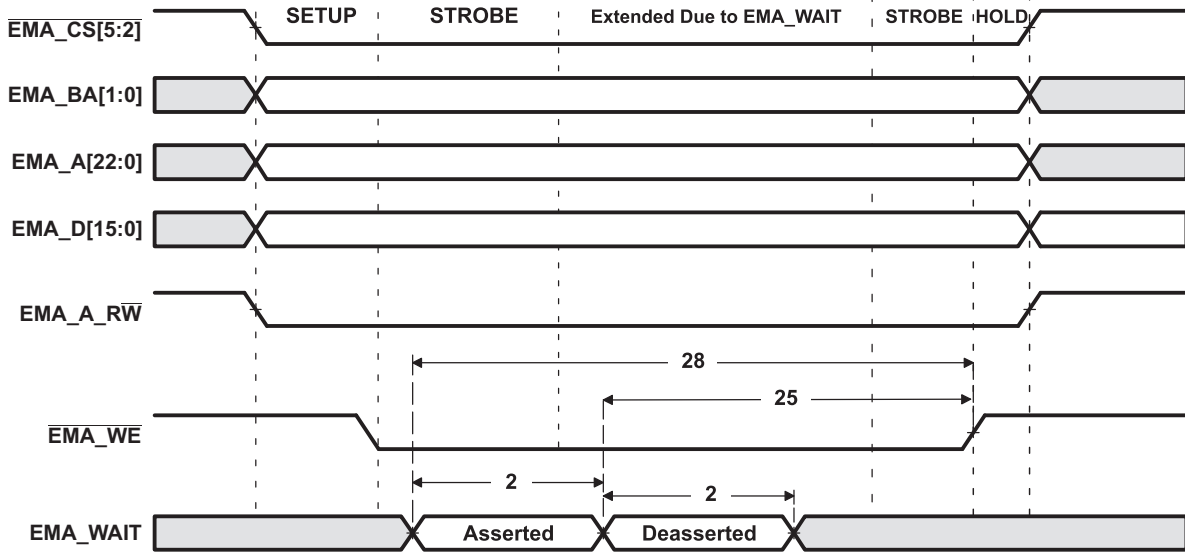 SETUP STROBE Extended Due to EMA_WAIT STROBE HOLD
EMA_CS[5:2]
EMA_BA[1:0]
EMA_A[22:0]
EMA_D[15:0]
EMA_A_RW
28
25
EMA_WE
2
2
EMA_WAIT Asserted Deasserted